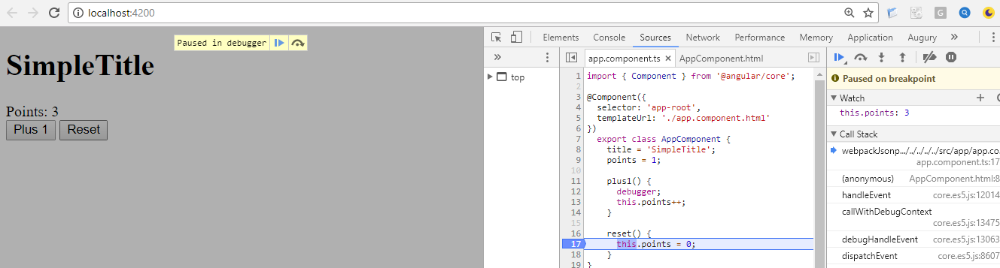 localhost:4200
Paused in debugger
SimpleTitle
Points: 3
Plus 1 Reset
Elements Console Sources Network Performance Memory Application Augury
top
app.component.ts AppComponent.html
1 import { Component } from '@angular/core';
2
3 @Component({
4 selector: 'app-root',
5 templateUrl: './app.component.html'
6 })
7 export class AppComponent {
8 title = 'SimpleTitle';
9 points = 1;
10
11 plus1() {
12 debugger;
13 this.points++;
14 }
15
16 reset() {
17 this.points = 0;
18 }
19 }
Paused on breakpoint
Watch
this.points: 3
Call Stack
webpackJsonp.../../../../../src/app/app.co...
app.component.ts:17
(anonymous) AppComponent.html:8
handleEvent core.es5.js:12014
callWithDebugContext
core.es5.js:13475
debugHandleEvent core.es5.js:13063
dispatchEvent core.es5.js:8607